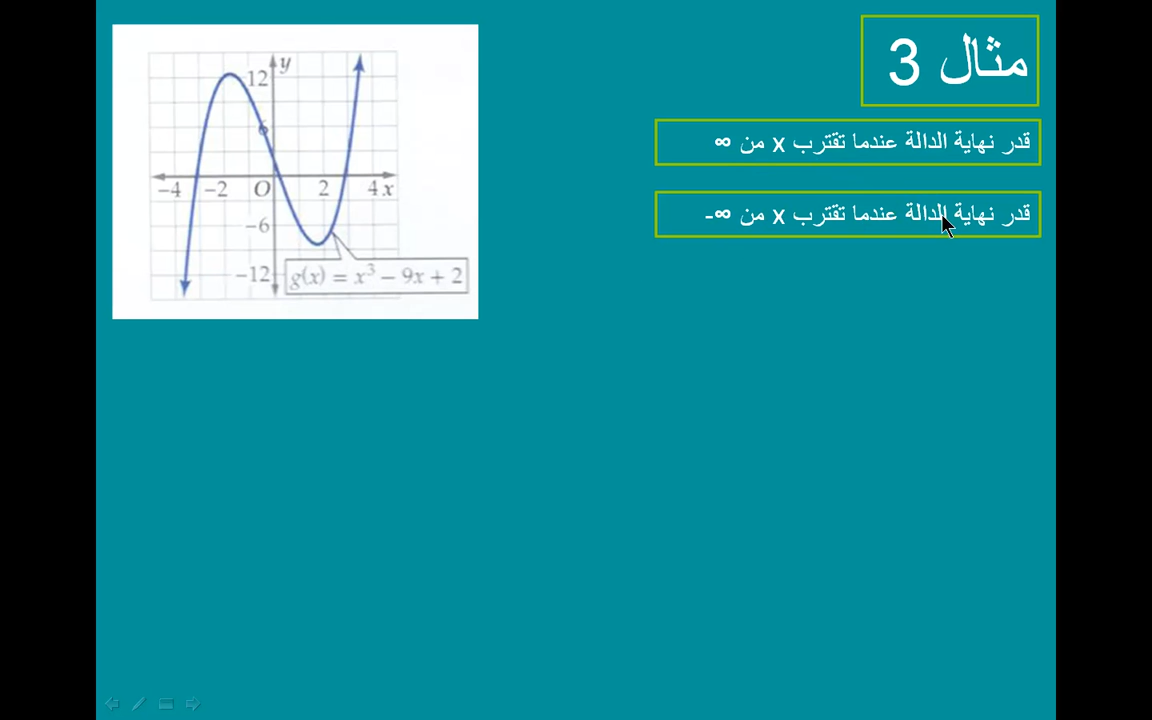 مثال 3
قدر نهاية الدالة عندما تقترب x من ∞
قدر نهاية الدالة عندما تقترب x من ∞-
y
12
6
−4 −2 O 2 4 x
−6
−12
g(x) = x³ − 9x + 2